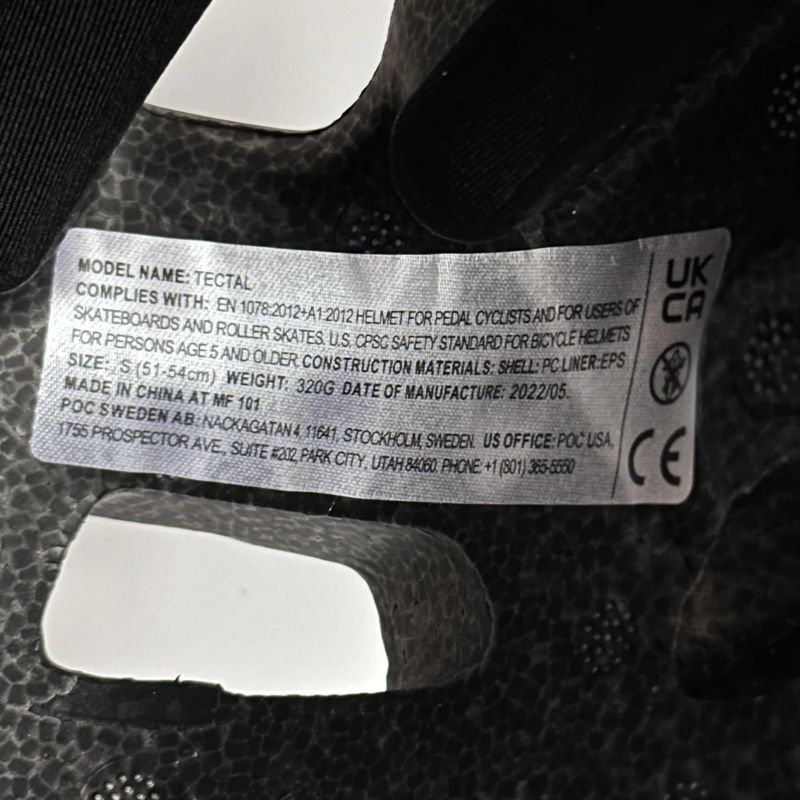 MODEL NAME: TECTAL
COMPLIES WITH: EN 1078:2012+A1:2012 HELMET FOR PEDAL CYCLISTS AND FOR USERS OF
SKATEBOARDS AND ROLLER SKATES. U.S. CPSC SAFETY STANDARD FOR BICYCLE HELMETS
FOR PERSONS AGE 5 AND OLDER. CONSTRUCTION MATERIALS: SHELL: PC LINER:EPS
SIZE: S (51-54cm) WEIGHT: 320G DATE OF MANUFACTURE: 2022/05.
MADE IN CHINA AT MF 101
POC SWEDEN AB: NACKAGATAN 4, 11641, STOCKHOLM, SWEDEN. US OFFICE: POC USA,
1755 PROSPECTOR AVE., SUITE #202, PARK CITY, UTAH 84060. PHONE: +1 (801) 365-5550
UK
CA
CE